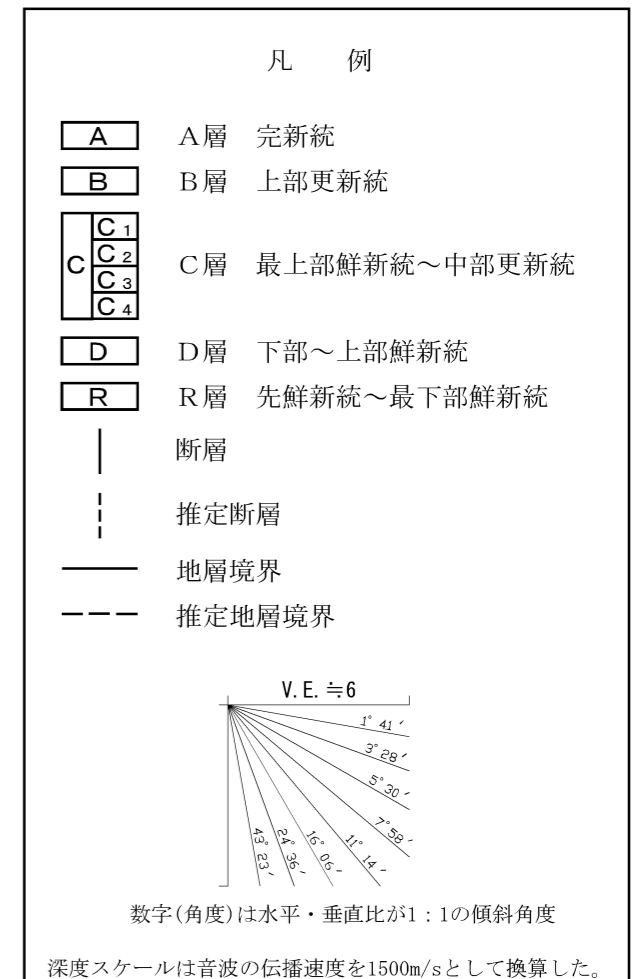 凡　例
A　A層　完新統
B　B層　上部更新統
C　C1　C2　C3　C4　C層　最上部鮮新統～中部更新統
D　D層　下部～上部鮮新統
R　R層　先鮮新統～最下部鮮新統
断層
推定断層
地層境界
推定地層境界
V.E.≒6
1°41′
3°28′
5°30′
7°58′
11°14′
16°06′
24°36′
43°23′
数字(角度)は水平・垂直比が1：1の傾斜角度
深度スケールは音波の伝播速度を1500m/sとして換算した。